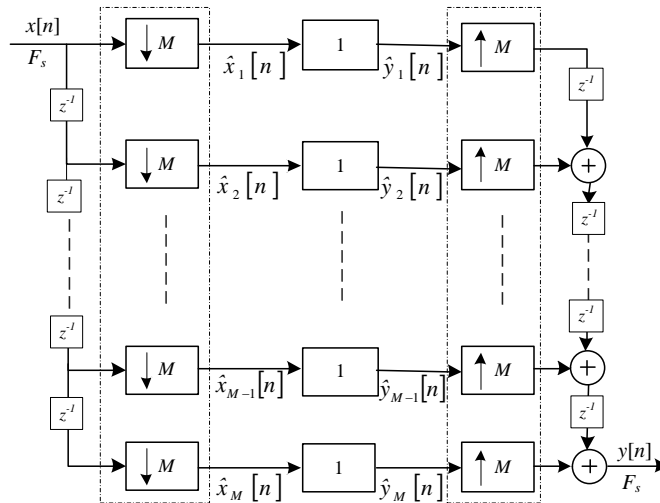 x[n]
F_s
↓ M
x̂_1[n]
1
ŷ_1[n]
↑ M
z^{-1}
z^{-1}
↓ M
x̂_2[n]
1
ŷ_2[n]
↑ M
+
z^{-1}
z^{-1}
z^{-1}
z^{-1}
↓ M
x̂_{M-1}[n]
1
ŷ_{M-1}[n]
↑ M
+
z^{-1}
z^{-1}
↓ M
x̂_M[n]
1
ŷ_M[n]
↑ M
+
y[n]
F_s